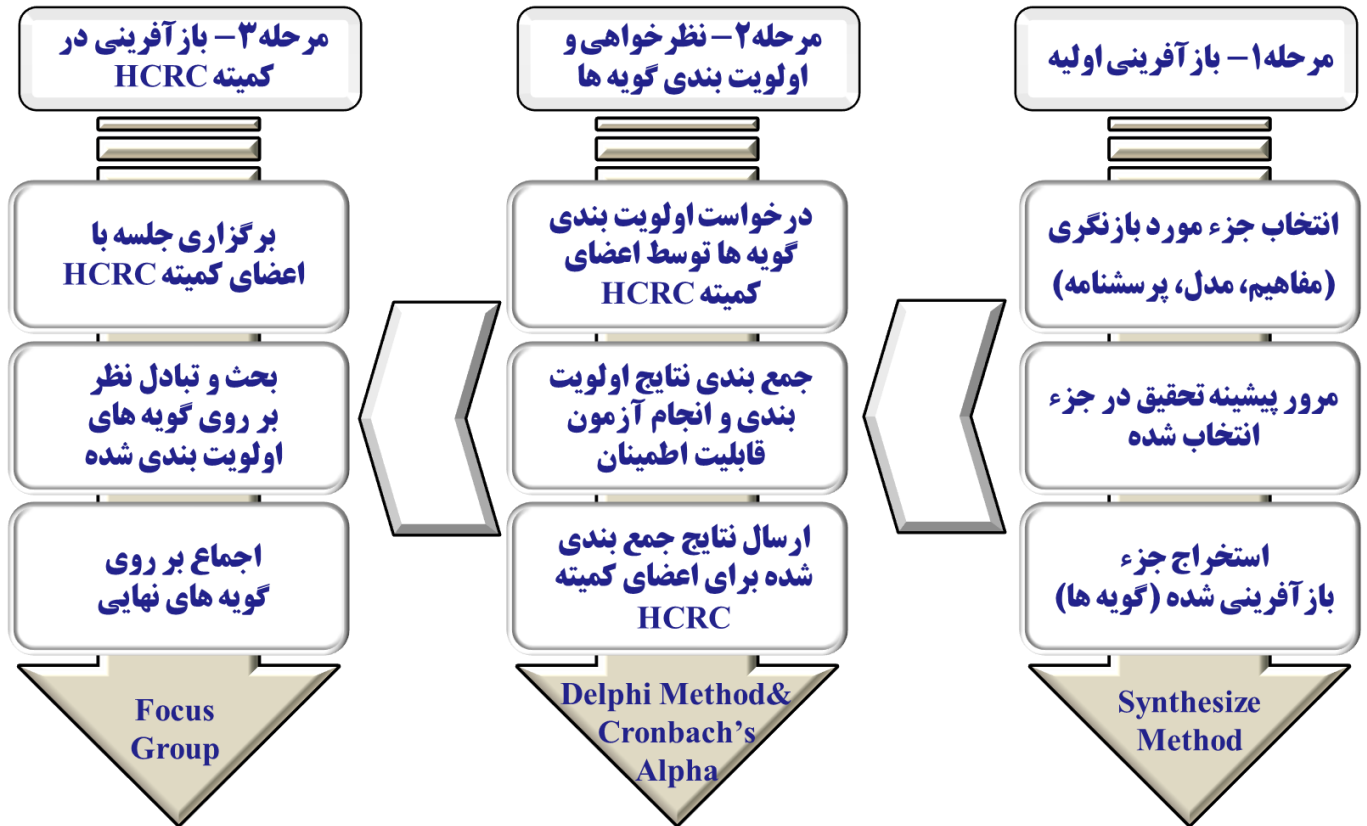 مرحله۱- بازآفرینی اولیه
انتخاب جزء مورد بازنگری
(مفاهیم، مدل، پرسشنامه)
مرور پیشینه تحقیق در جزء
انتخاب شده
استخراج جزء
بازآفرینی شده (گویه ها)
Synthesize
Method
مرحله۲- نظرخواهی و
اولویت بندی گویه ها
درخواست اولویت بندی
گویه ها توسط اعضای
کمیته HCRC
جمع بندی نتایج اولویت
بندی و انجام آزمون
قابلیت اطمینان
ارسال نتایج جمع بندی
شده برای اعضای کمیته
HCRC
Delphi Method&
Cronbach’s
Alpha
مرحله۳- بازآفرینی در
کمیته HCRC
برگزاری جلسه با
اعضای کمیته HCRC
بحث و تبادل نظر
بر روی گویه های
اولویت بندی شده
اجماع بر روی
گویه های نهایی
Focus
Group